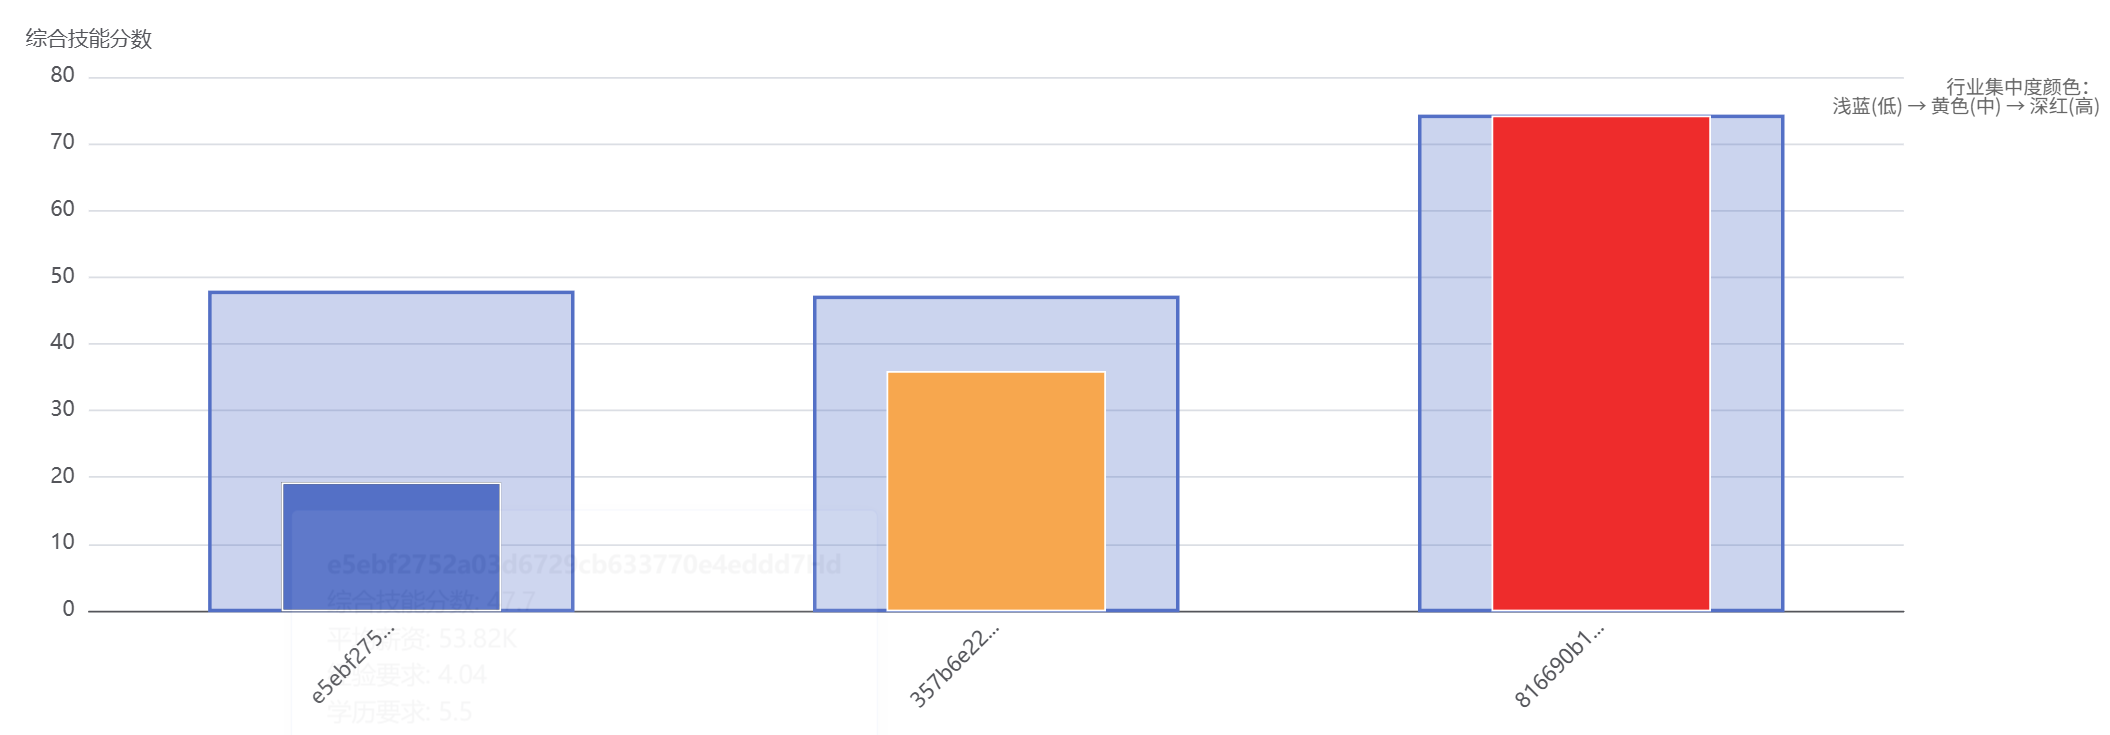 综合技能分数
80
行业集中度颜色：
浅蓝(低) → 黄色(中) → 深红(高)
70
60
50
40
30
20
10
e5ebf2752a03d6729cb633770e4eddd7Hd
综合技能分数: 47.7
0
平均薪资: 53.82K
经验要求: 4.04
学历要求: 5.5
e5ebf275...
357b6e22...
816690b1...